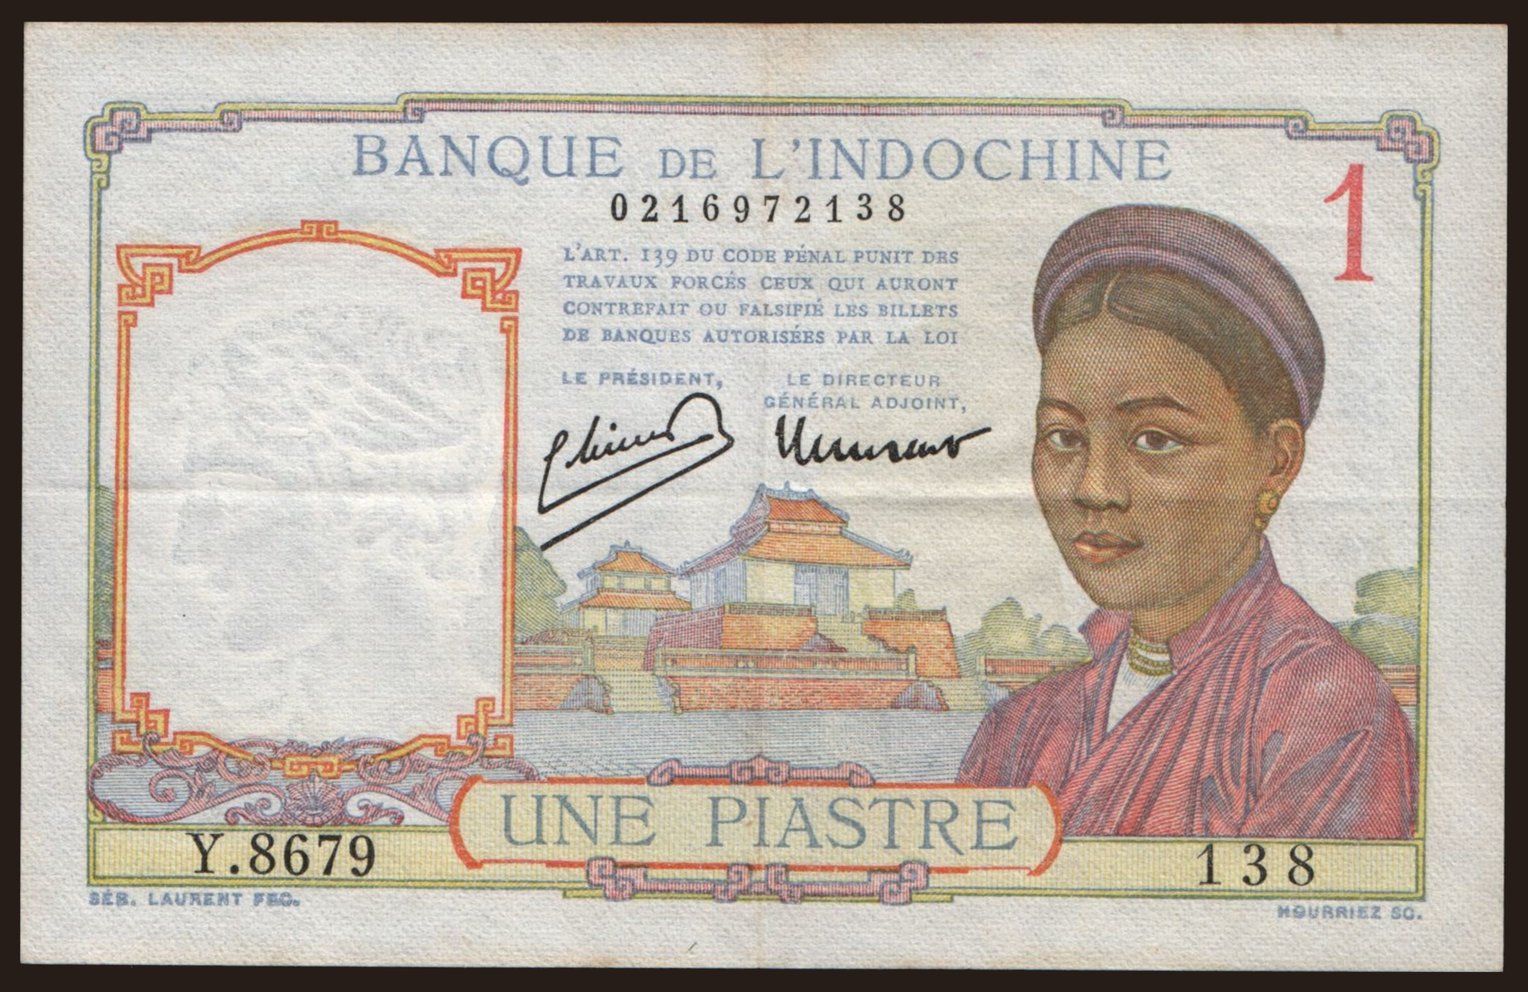 BANQUE DE L'INDOCHINE
0216972138
1
L'ART. 139 DU CODE PÉNAL PUNIT DES
TRAVAUX FORCÉS CEUX QUI AURONT
CONTREFAIT OU FALSIFIÉ LES BILLETS
DE BANQUES AUTORISÉES PAR LA LOI
LE PRÉSIDENT,
LE DIRECTEUR
GÉNÉRAL ADJOINT,
UNE PIASTRE
Y.8679
138
SÉB. LAURENT FEC.
HOURRIEZ SC.